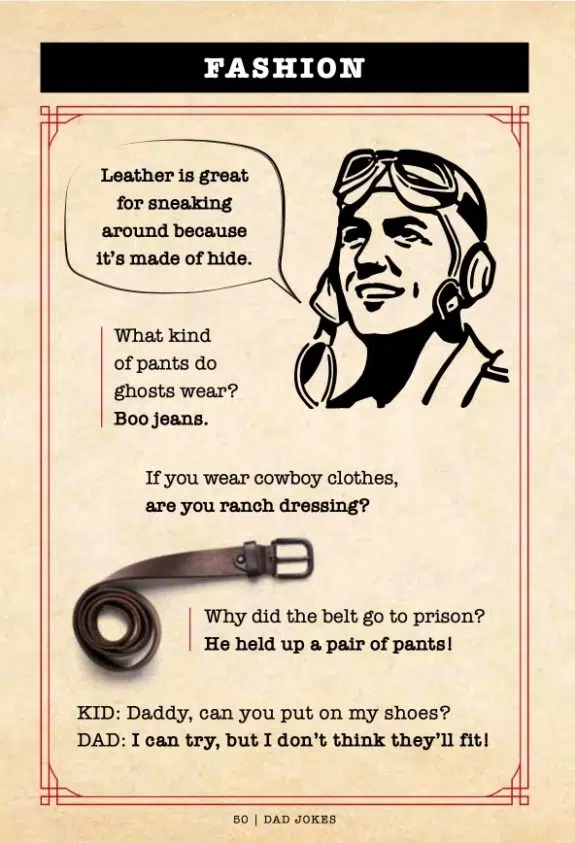 FASHION
Leather is great
for sneaking
around because
it's made of hide.
What kind
of pants do
ghosts wear?
Boo jeans.
If you wear cowboy clothes,
are you ranch dressing?
Why did the belt go to prison?
He held up a pair of pants!
KID: Daddy, can you put on my shoes?
DAD: I can try, but I don't think they'll fit!
50 | DAD JOKES